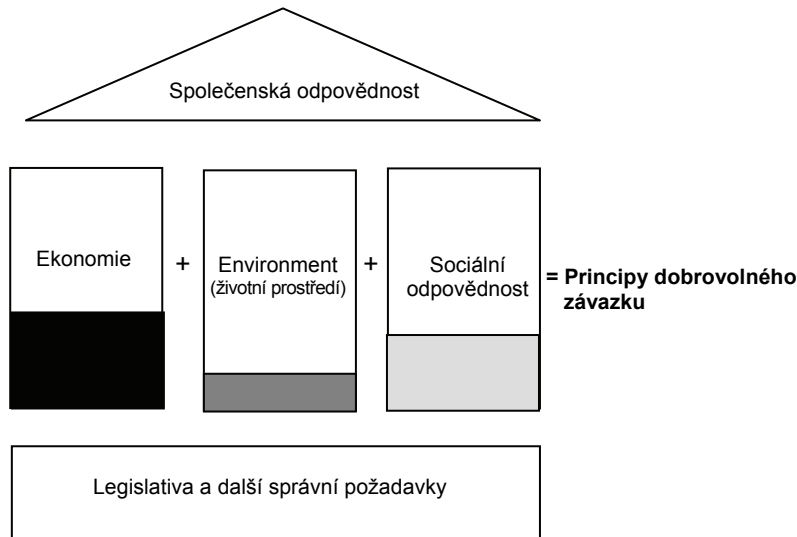 Společenská odpovědnost
Ekonomie
+
Environment
(životní prostředí)
+
Sociální
odpovědnost
= Principy dobrovolného
závazku
Legislativa a další správní požadavky